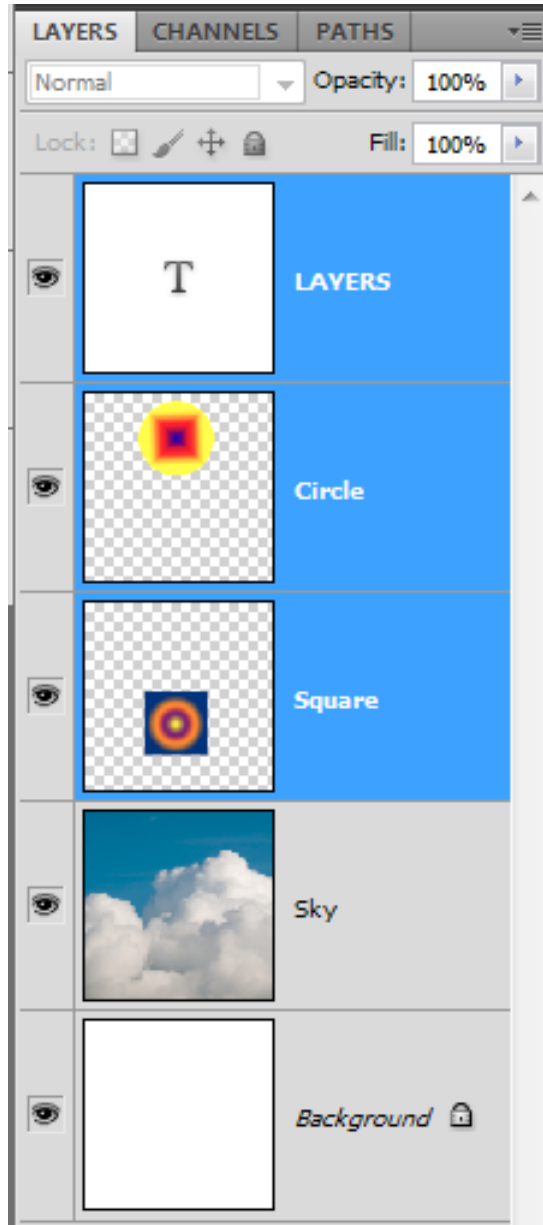 LAYERS CHANNELS PATHS
Normal Opacity: 100%
Lock: Fill: 100%
T
LAYERS
Circle
Square
Sky
Background